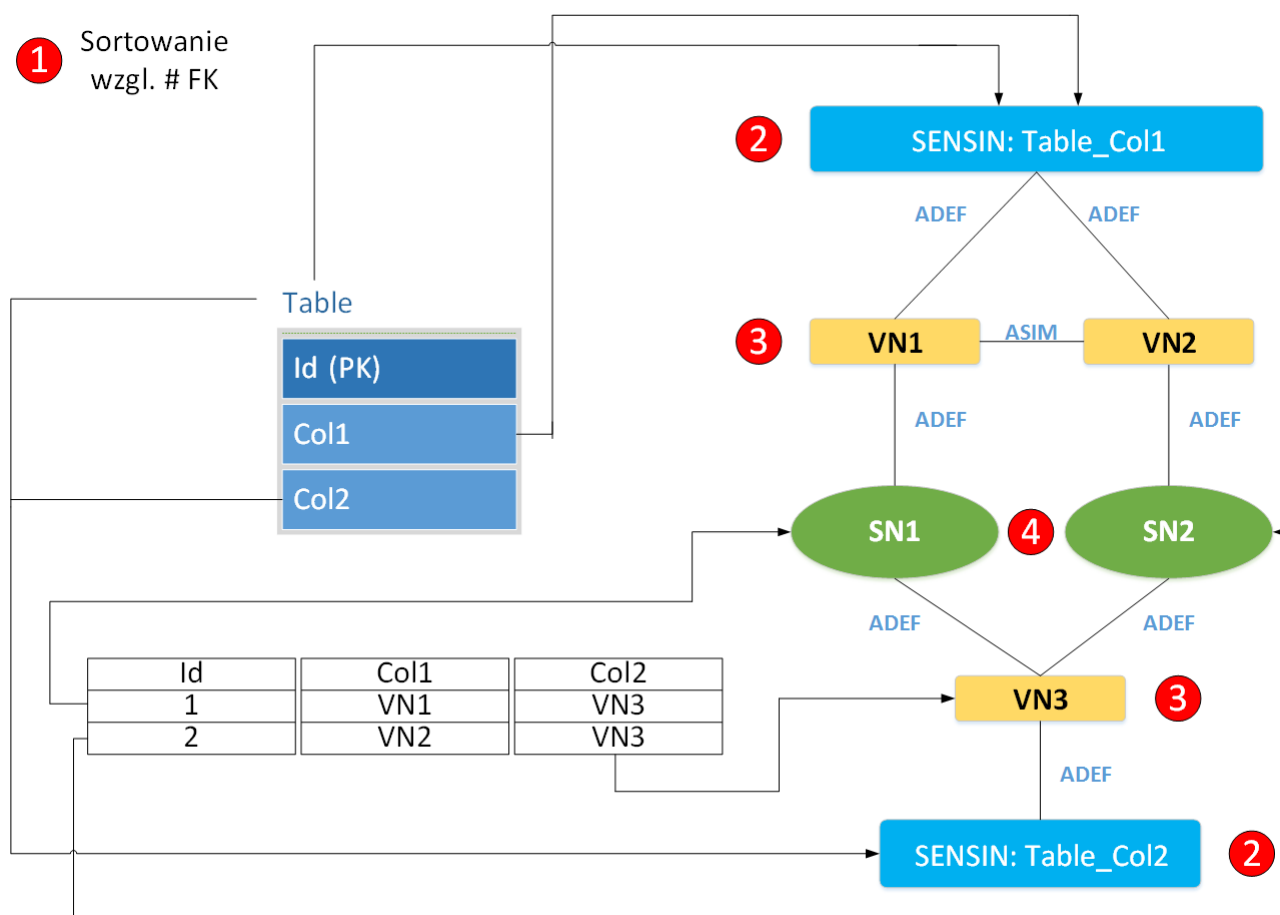 1
Sortowanie
wzgl. # FK
2
SENSIN: Table_Col1
ADEF
ADEF
Table
Id (PK)
Col1
Col2
3
VN1
ASIM
VN2
ADEF
ADEF
SN1
4
SN2
ADEF
ADEF
Id
Col1
Col2
1
VN1
VN3
2
VN2
VN3
VN3
3
ADEF
SENSIN: Table_Col2
2